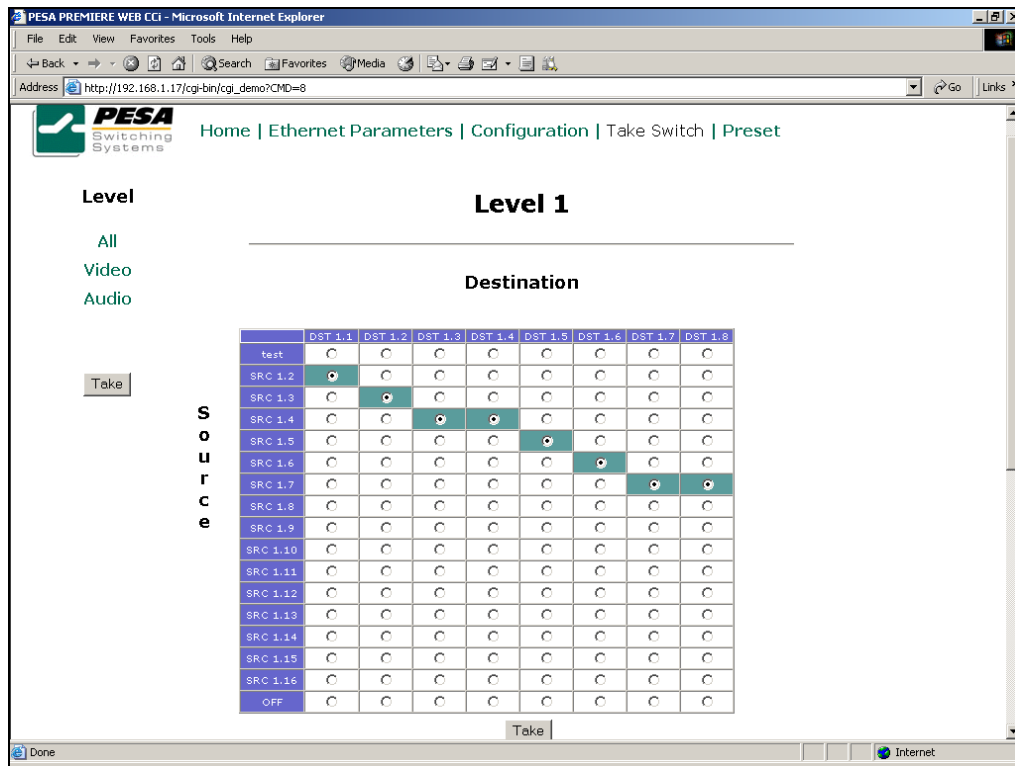 PESA PREMIERE WEB CCi - Microsoft Internet Explorer
File Edit View Favorites Tools Help
Back Search Favorites Media
Address http://192.168.1.17/cgi-bin/cgi_demo?CMD=8 Go Links
PESA
Switching
Systems
Home | Ethernet Parameters | Configuration | Take Switch | Preset
Level
All
Video
Audio
Take
Level 1
Destination
Source
DST 1.1 DST 1.2 DST 1.3 DST 1.4 DST 1.5 DST 1.6 DST 1.7 DST 1.8
test
SRC 1.2
SRC 1.3
SRC 1.4
SRC 1.5
SRC 1.6
SRC 1.7
SRC 1.8
SRC 1.9
SRC 1.10
SRC 1.11
SRC 1.12
SRC 1.13
SRC 1.14
SRC 1.15
SRC 1.16
OFF
Take
Done Internet